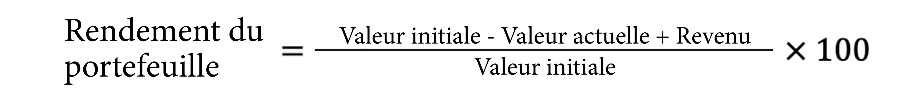 Rendement du
portefeuille
= Valeur initiale - Valeur actuelle + Revenu
Valeur initiale
× 100